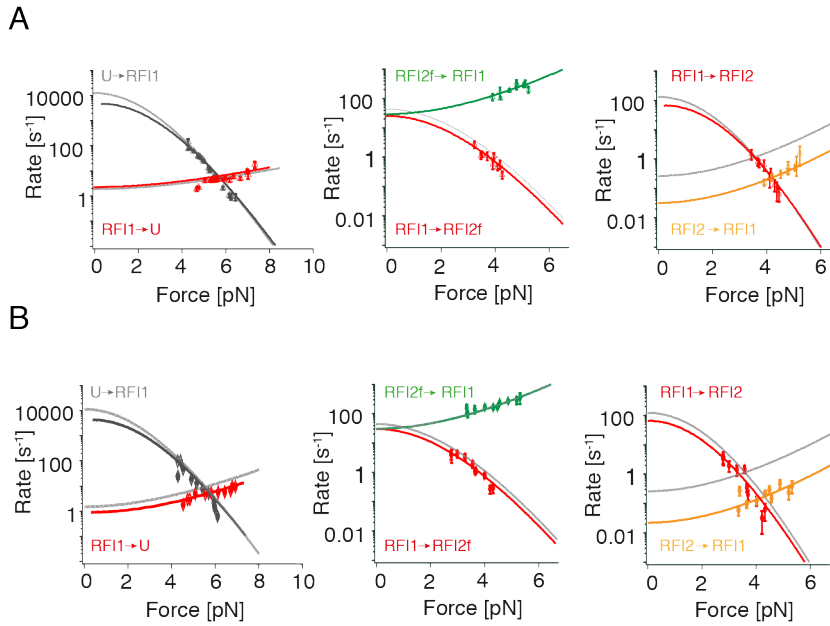 A
U→RFI1
10000
100
1
Rate [s⁻¹]
RFI1→U
0 2 4 6 8 10
Force [pN]
RFI2f→RFI1
100
1
0.01
Rate [s⁻¹]
RFI1→RFI2f
0 2 4 6
Force [pN]
RFI1→RFI2
100
1
0.01
Rate [s⁻¹]
RFI2→RFI1
0 2 4 6
Force [pN]
B
U→RFI1
10000
100
1
Rate [s⁻¹]
RFI1→U
0 2 4 6 8 10
Force [pN]
RFI2f→RFI1
100
1
0.01
Rate [s⁻¹]
RFI1→RFI2f
0 2 4 6
Force [pN]
RFI1→RFI2
100
1
0.01
Rate [s⁻¹]
RFI2→RFI1
0 2 4 6
Force [pN]